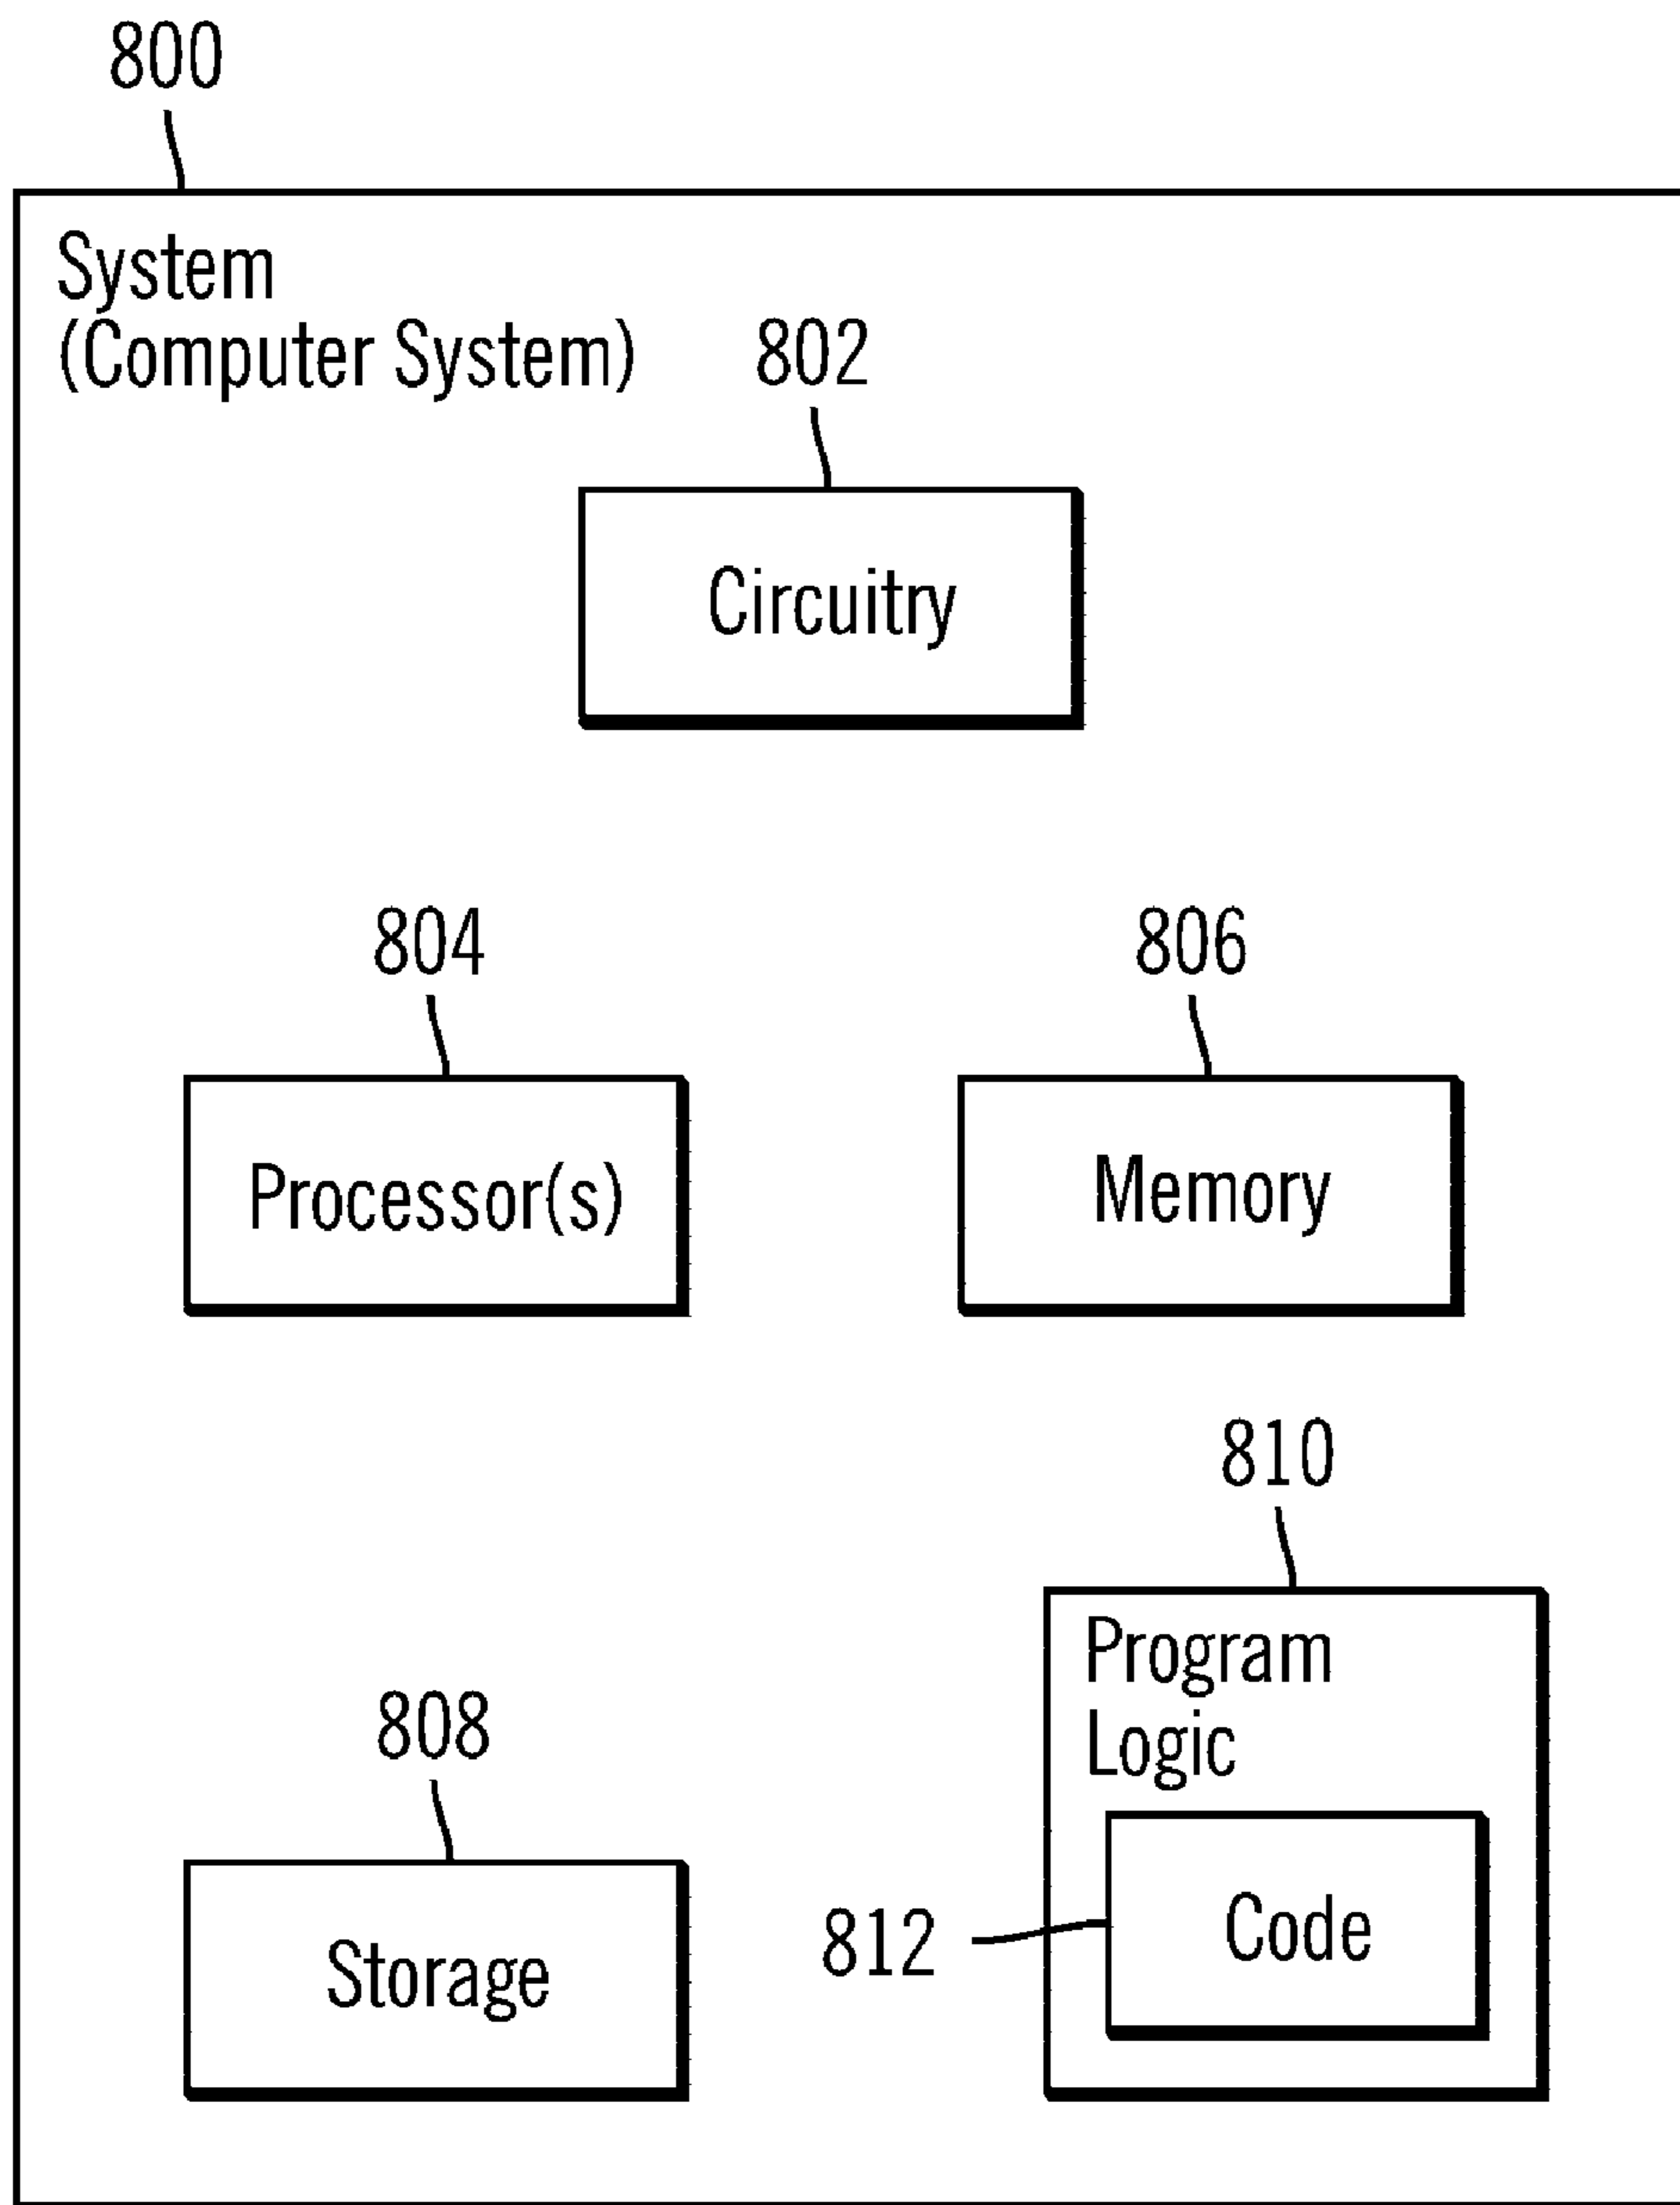 800
System
(Computer System)
802
Circuitry
804
806
Processor(s)
Memory
810
Program
Logic
808
812
Code
Storage